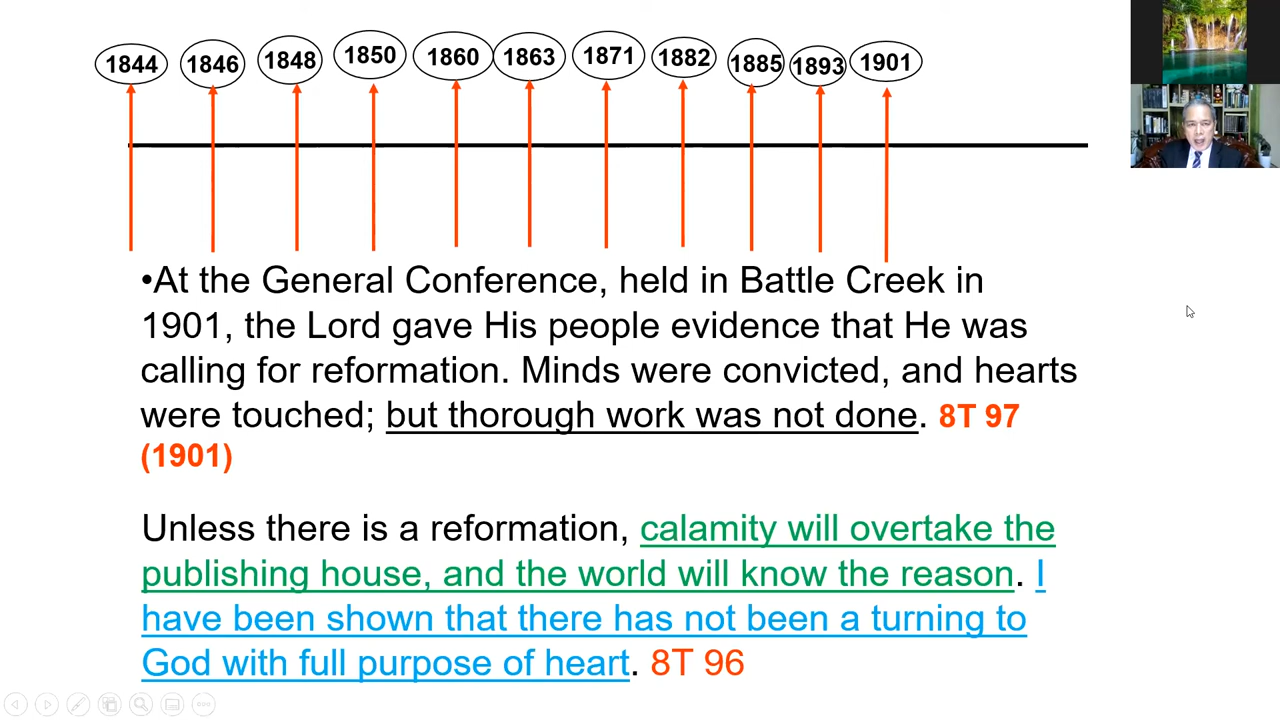 1844 1846 1848 1850 1860 1863 1871 1882 1885 1893 1901
•At the General Conference, held in Battle Creek in
1901, the Lord gave His people evidence that He was
calling for reformation. Minds were convicted, and hearts
were touched; but thorough work was not done. 8T 97
(1901)
Unless there is a reformation, calamity will overtake the
publishing house, and the world will know the reason. I
have been shown that there has not been a turning to
God with full purpose of heart. 8T 96